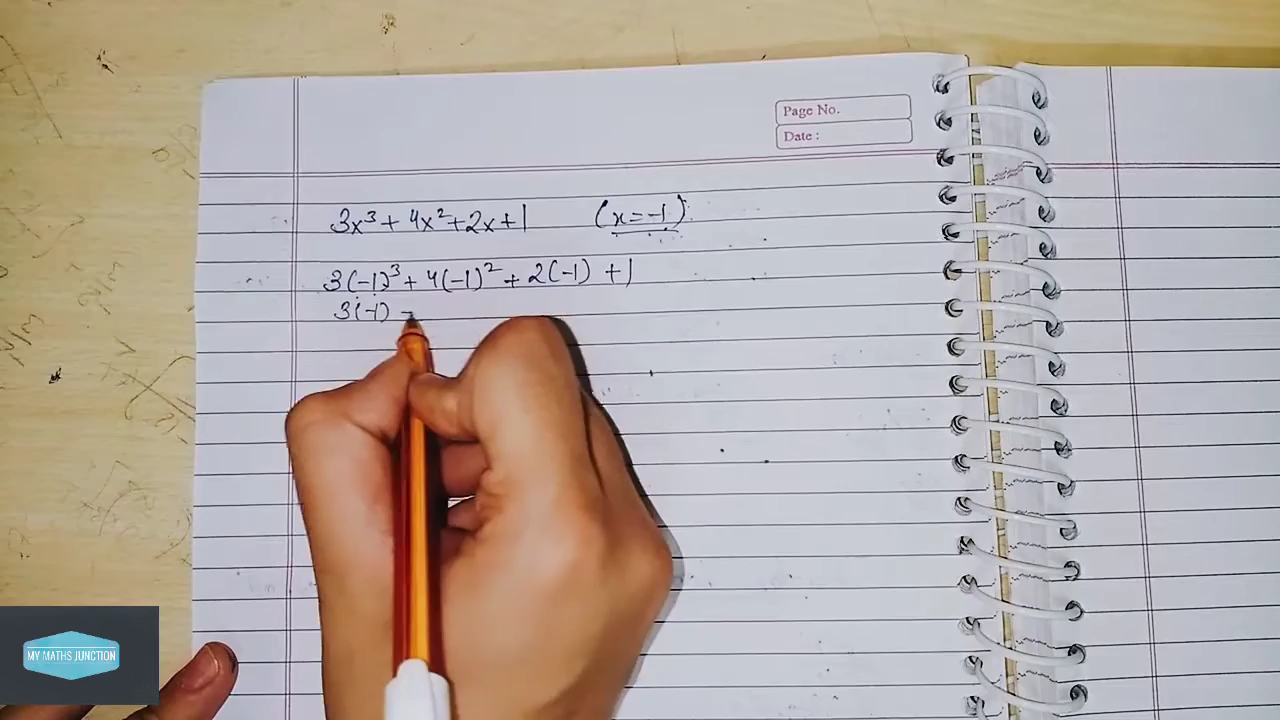 Page No.
Date :
3x³ + 4x² + 2x + 1 (x = -1)
3(-1)³ + 4(-1)² + 2(-1) + 1
3(-1)
MY MATHS JUNCTION